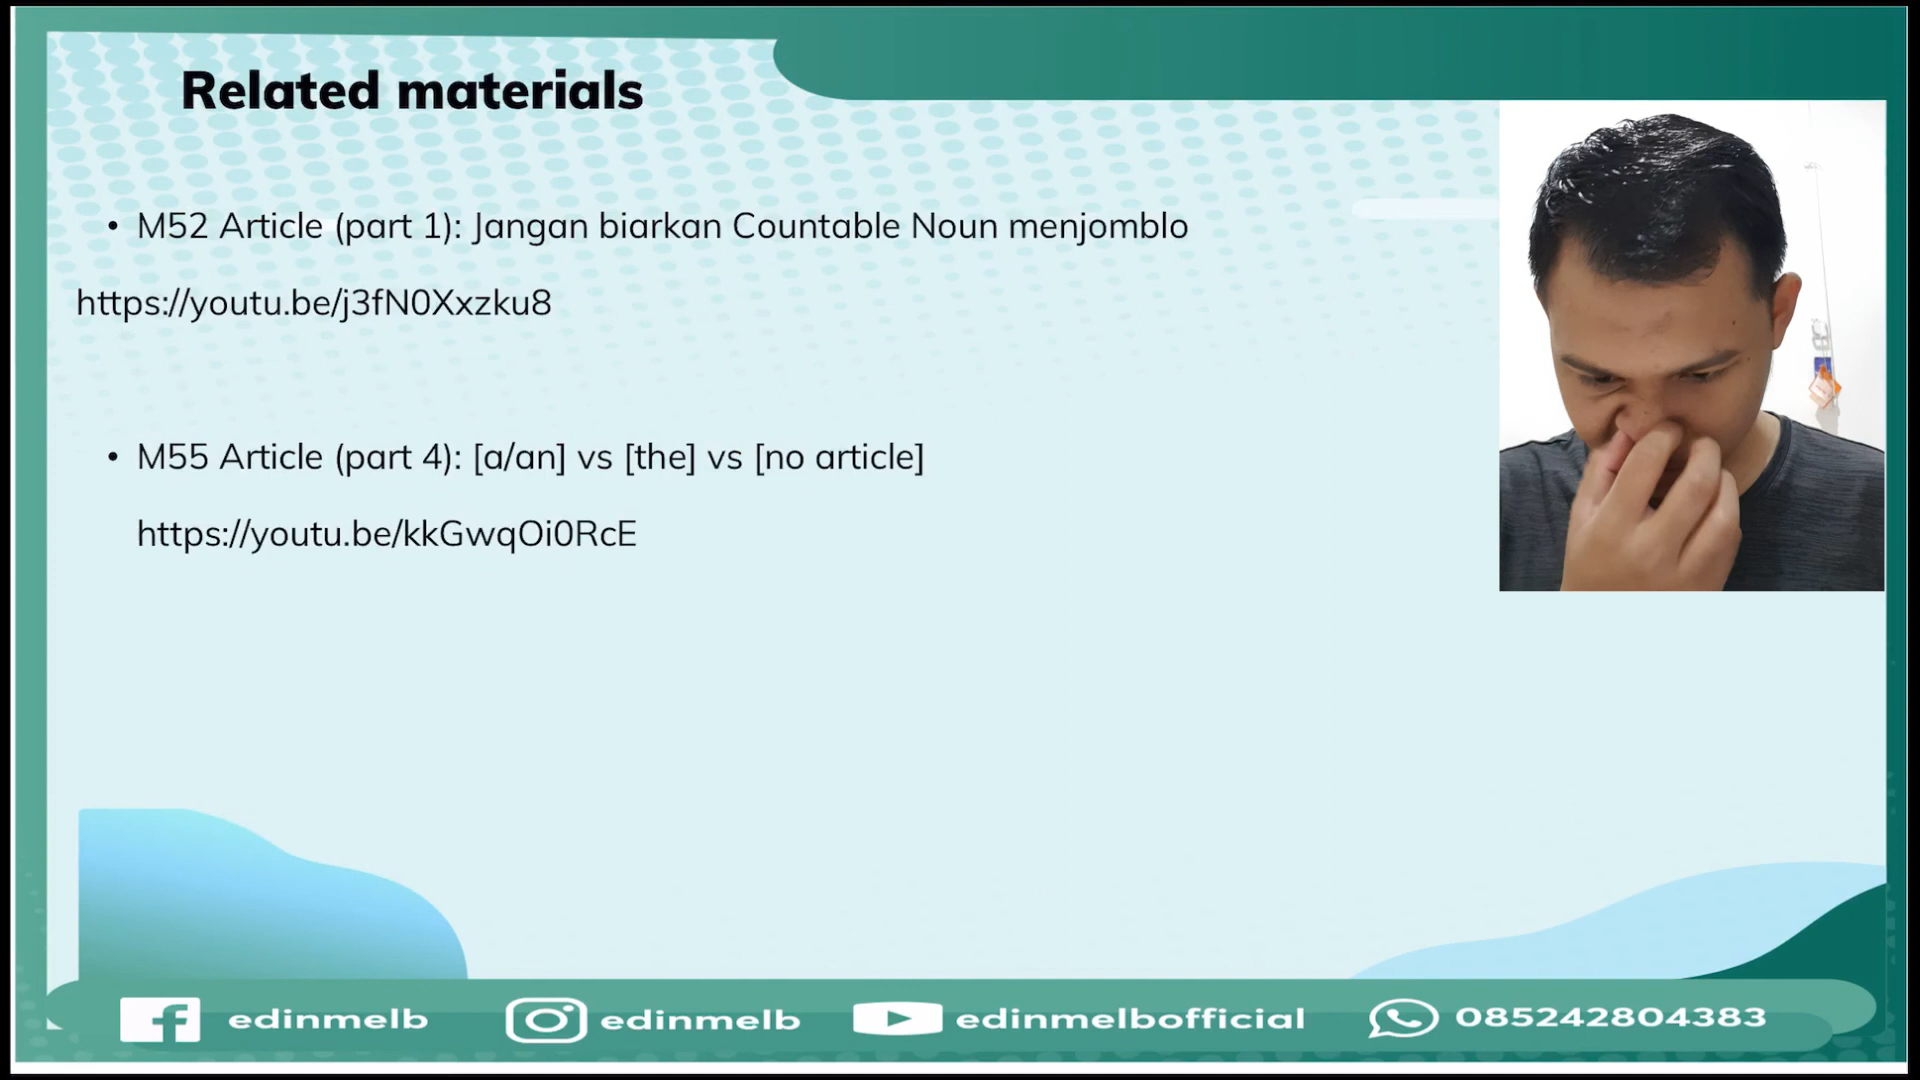 Related materials
• M52 Article (part 1): Jangan biarkan Countable Noun menjomblo
https://youtu.be/j3fN0Xxzku8
• M55 Article (part 4): [a/an] vs [the] vs [no article]
https://youtu.be/kkGwqOi0RcE
edinmelb edinmelb edinmelbofficial 085242804383